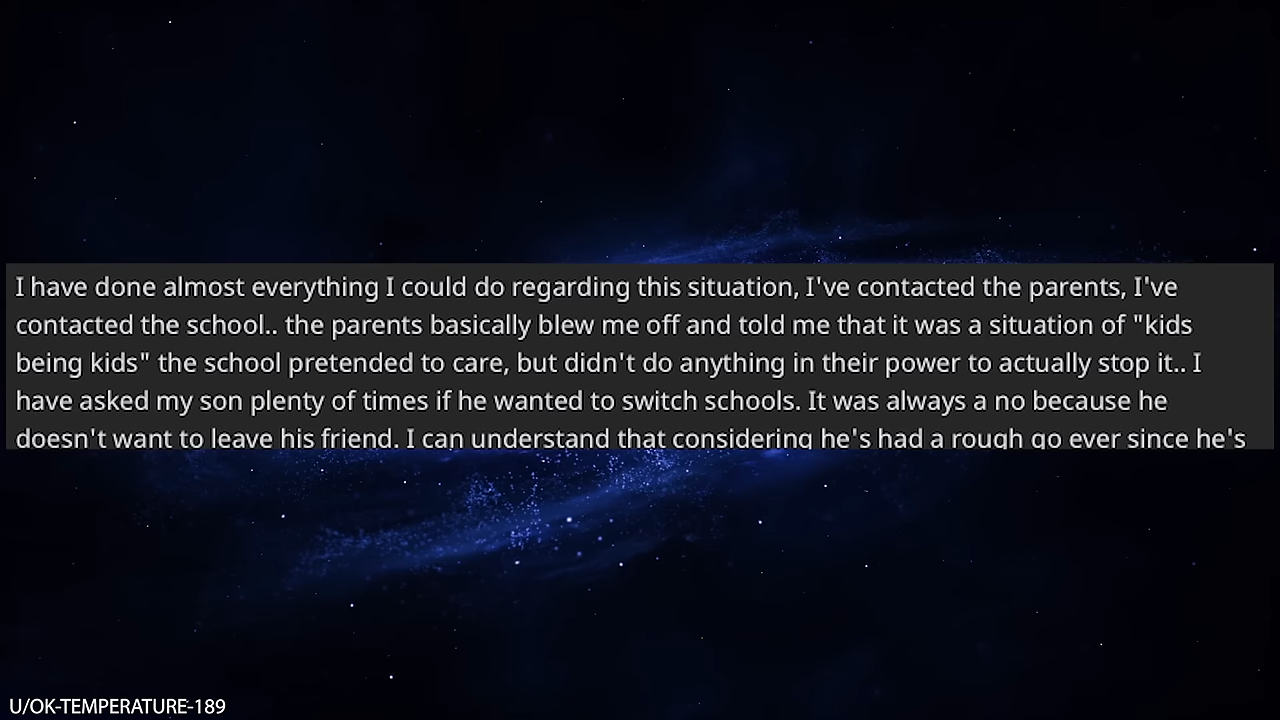 I have done almost everything I could do regarding this situation, I've contacted the parents, I've
contacted the school.. the parents basically blew me off and told me that it was a situation of "kids
being kids" the school pretended to care, but didn't do anything in their power to actually stop it.. I
have asked my son plenty of times if he wanted to switch schools. It was always a no because he
doesn't want to leave his friend. I can understand that considering he's had a rough go ever since he's
U/OK-TEMPERATURE-189